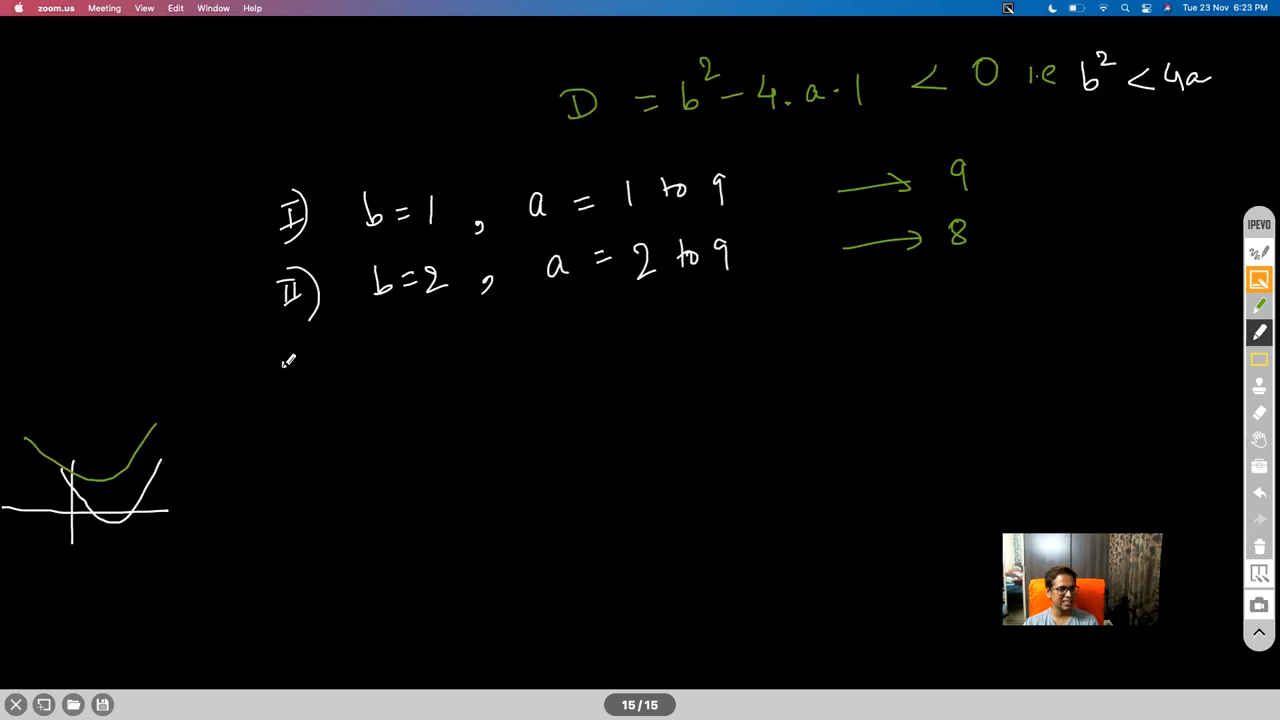 zoom.us Meeting View Edit Window Help Tue 23 Nov 6:23 PM
D = b² - 4.a.1 < 0 i.e b² < 4a
I) b=1, a = 1 to 9 → 9
II) b=2, a = 2 to 9 → 8
IPEVO
15/15